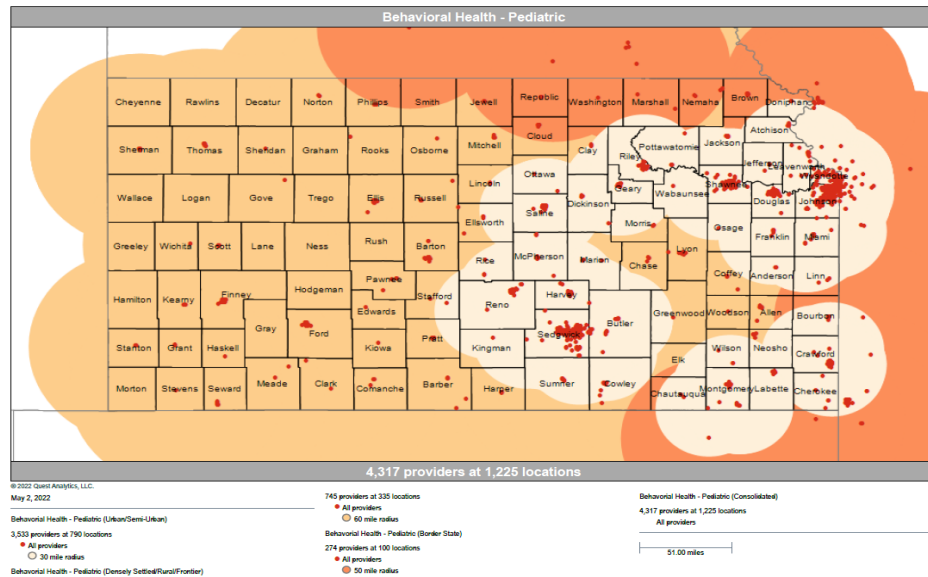 Behavioral Health - Pediatric
Cheyenne Rawlins Decatur Norton Phillips Smith Jewell Republic Washington Marshall Nemaha Brown Doniphan
Atchison
Sherman Thomas Sheridan Graham Rooks Osborne Mitchell Cloud Clay Riley Pottawatomie Jackson Jefferson Leavenworth
Wyandotte
Wallace Logan Gove Trego Ellis Russell Lincoln Ottawa Geary Wabaunsee Shawnee Douglas Johnson
Saline Dickinson
Ellsworth Morris Osage Franklin Miami
Greeley Wichita Scott Lane Ness Rush Barton Rice McPherson Marion Chase Lyon
Coffey Anderson Linn
Hamilton Kearny Finney Hodgeman Pawnee Stafford Reno Harvey
Edwards Greenwood Woodson Allen Bourbon
Gray Ford Sedgwick Butler
Stanton Grant Haskell Kiowa Pratt Kingman Elk Wilson Neosho Crawford
Morton Stevens Seward Meade Clark Comanche Barber Harper Sumner Cowley Chautauqua Montgomery Labette Cherokee
4,317 providers at 1,225 locations
© 2022 Quest Analytics, LLC.
May 2, 2022
Behavorial Health - Pediatric (Urban/Semi-Urban)
3,533 providers at 790 locations
All providers
30 mile radius
Behavorial Health - Pediatric (Densely Settled/Rural/Frontier)
745 providers at 335 locations
All providers
60 mile radius
Behavorial Health - Pediatric (Border State)
274 providers at 100 locations
All providers
50 mile radius
Behavorial Health - Pediatric (Consolidated)
4,317 providers at 1,225 locations
All providers
51.00 miles